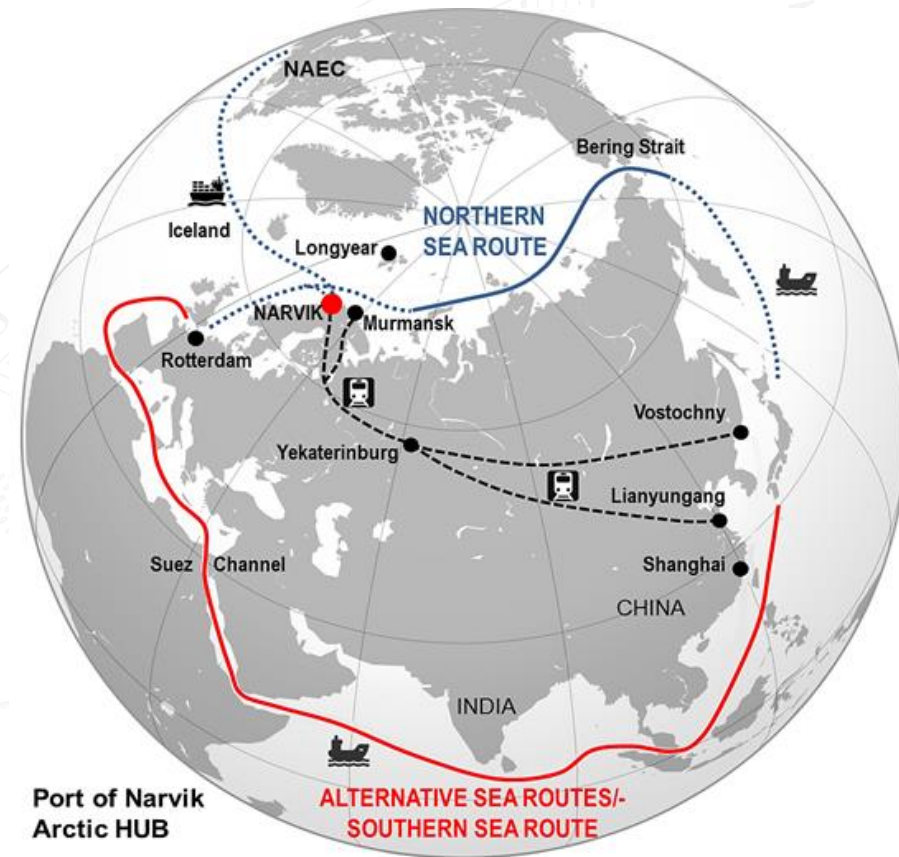 NAEC
Bering Strait
Iceland
NORTHERN
SEA ROUTE
Longyear
NARVIK
Murmansk
Rotterdam
Vostochny
Yekaterinburg
Lianyungang
Suez Channel
Shanghai
CHINA
INDIA
Port of Narvik
Arctic HUB
ALTERNATIVE SEA ROUTES/-
SOUTHERN SEA ROUTE